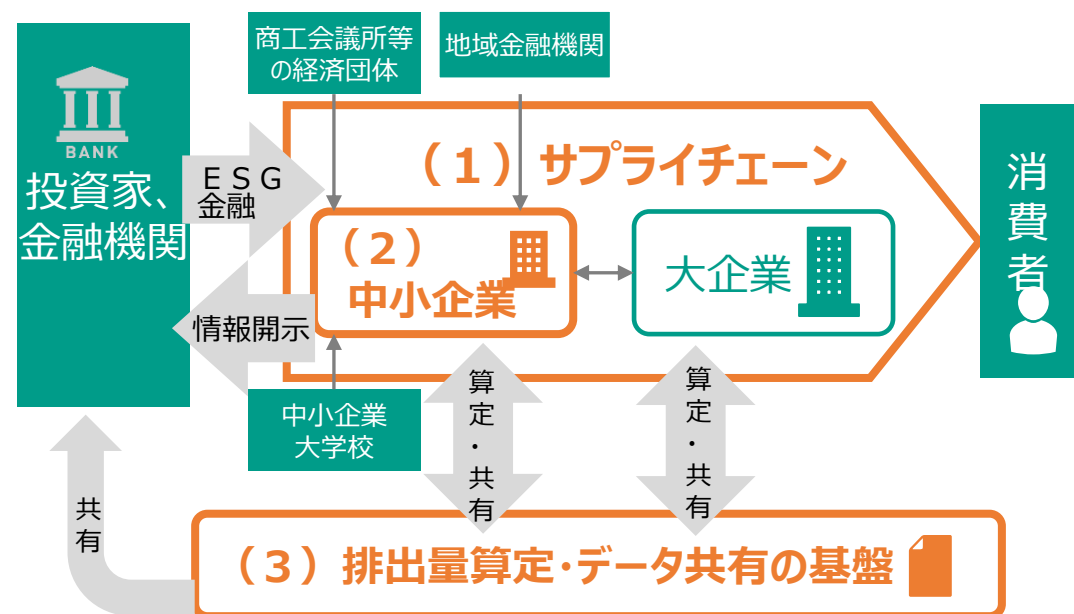 商工会議所等
の経済団体
地域金融機関
BANK
投資家、
金融機関
ＥＳＧ
金融
情報開示
（１）サプライチェーン
（２）
中小企業
大企業
消費者
中小企業
大学校
算定・共有
算定・共有
共有
（３）排出量算定･データ共有の基盤